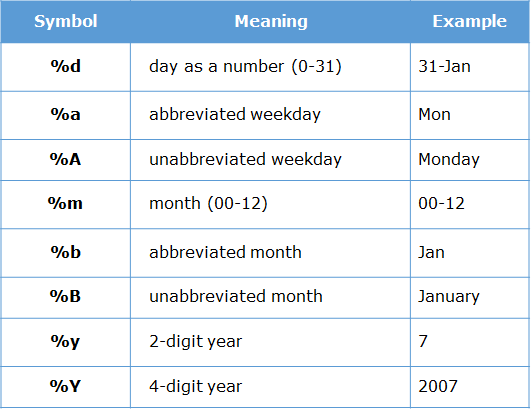 Symbol Meaning Example
%d day as a number (0-31) 31-Jan
%a abbreviated weekday Mon
%A unabbreviated weekday Monday
%m month (00-12) 00-12
%b abbreviated month Jan
%B unabbreviated month January
%y 2-digit year 7
%Y 4-digit year 2007